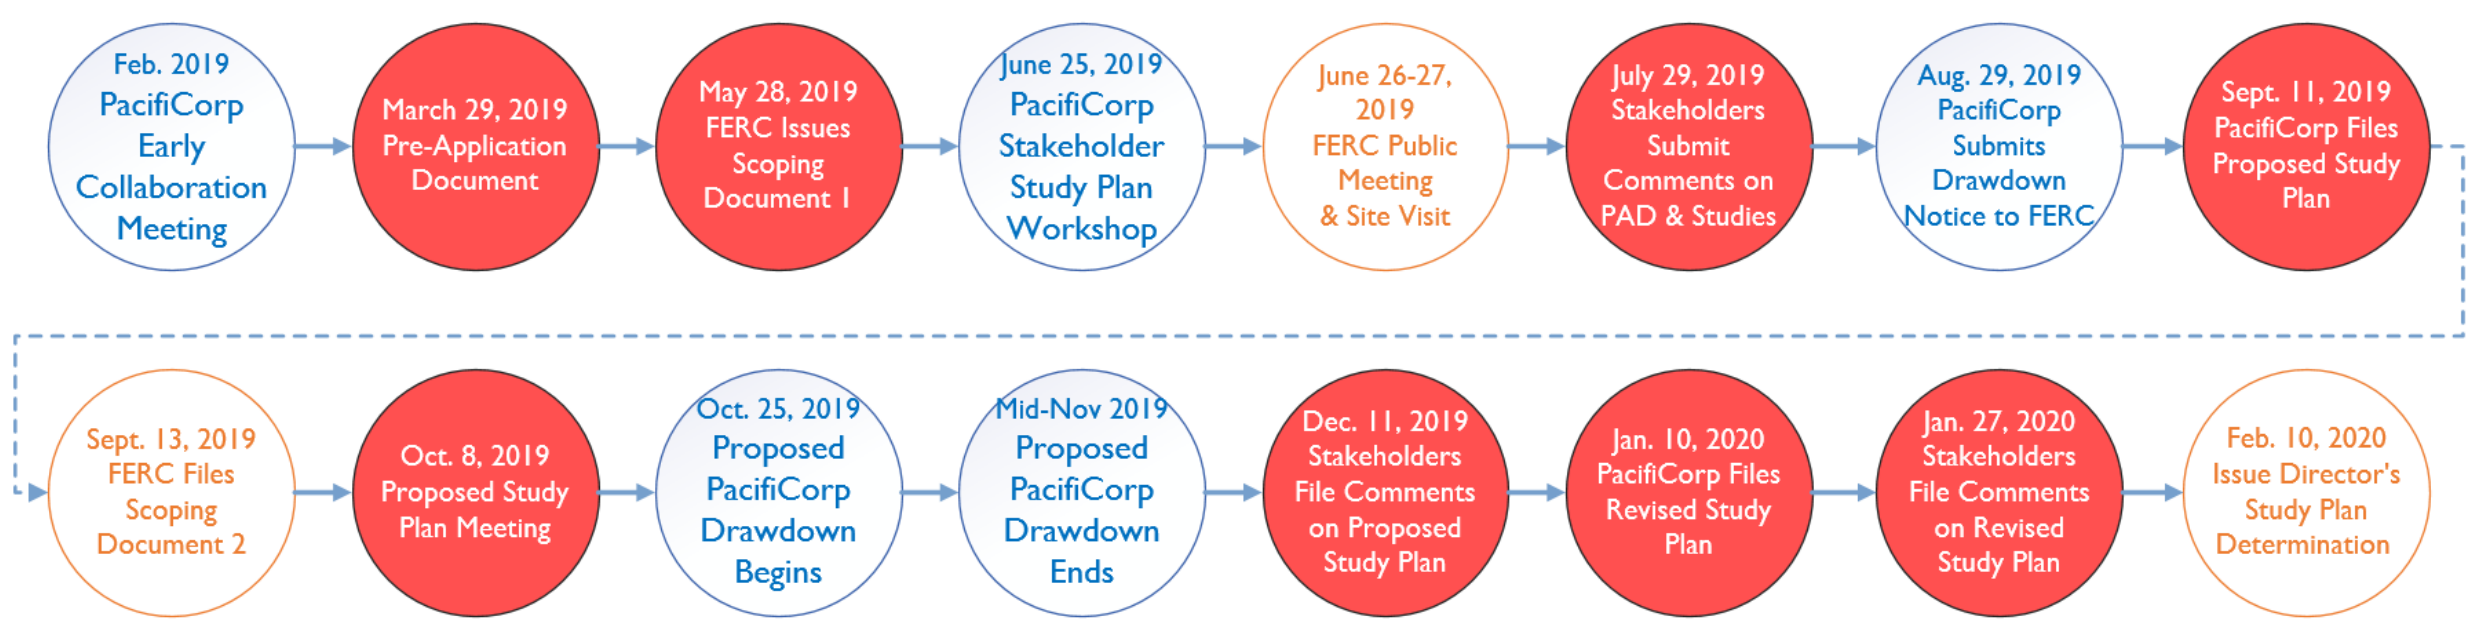 Feb. 2019
PacifiCorp
Early
Collaboration
Meeting
March 29, 2019
Pre-Application
Document
May 28, 2019
FERC Issues
Scoping
Document 1
June 25, 2019
PacifiCorp
Stakeholder
Study Plan
Workshop
June 26-27,
2019
FERC Public
Meeting
& Site Visit
July 29, 2019
Stakeholders
Submit
Comments on
PAD & Studies
Aug. 29, 2019
PacifiCorp
Submits
Drawdown
Notice to FERC
Sept. 11, 2019
PacifiCorp Files
Proposed Study
Plan
Sept. 13, 2019
FERC Files
Scoping
Document 2
Oct. 8, 2019
Proposed Study
Plan Meeting
Oct. 25, 2019
Proposed
PacifiCorp
Drawdown
Begins
Mid-Nov 2019
Proposed
PacifiCorp
Drawdown
Ends
Dec. 11, 2019
Stakeholders
File Comments
on Proposed
Study Plan
Jan. 10, 2020
PacifiCorp Files
Revised Study
Plan
Jan. 27, 2020
Stakeholders
File Comments
on Revised
Study Plan
Feb. 10, 2020
Issue Director's
Study Plan
Determination